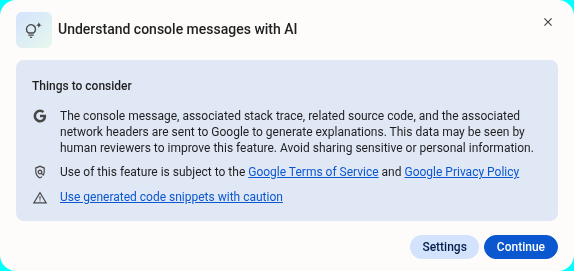 Understand console messages with AI
Things to consider
The console message, associated stack trace, related source code, and the associated
network headers are sent to Google to generate explanations. This data may be seen by
human reviewers to improve this feature. Avoid sharing sensitive or personal information.
Use of this feature is subject to the Google Terms of Service and Google Privacy Policy
Use generated code snippets with caution
Settings Continue